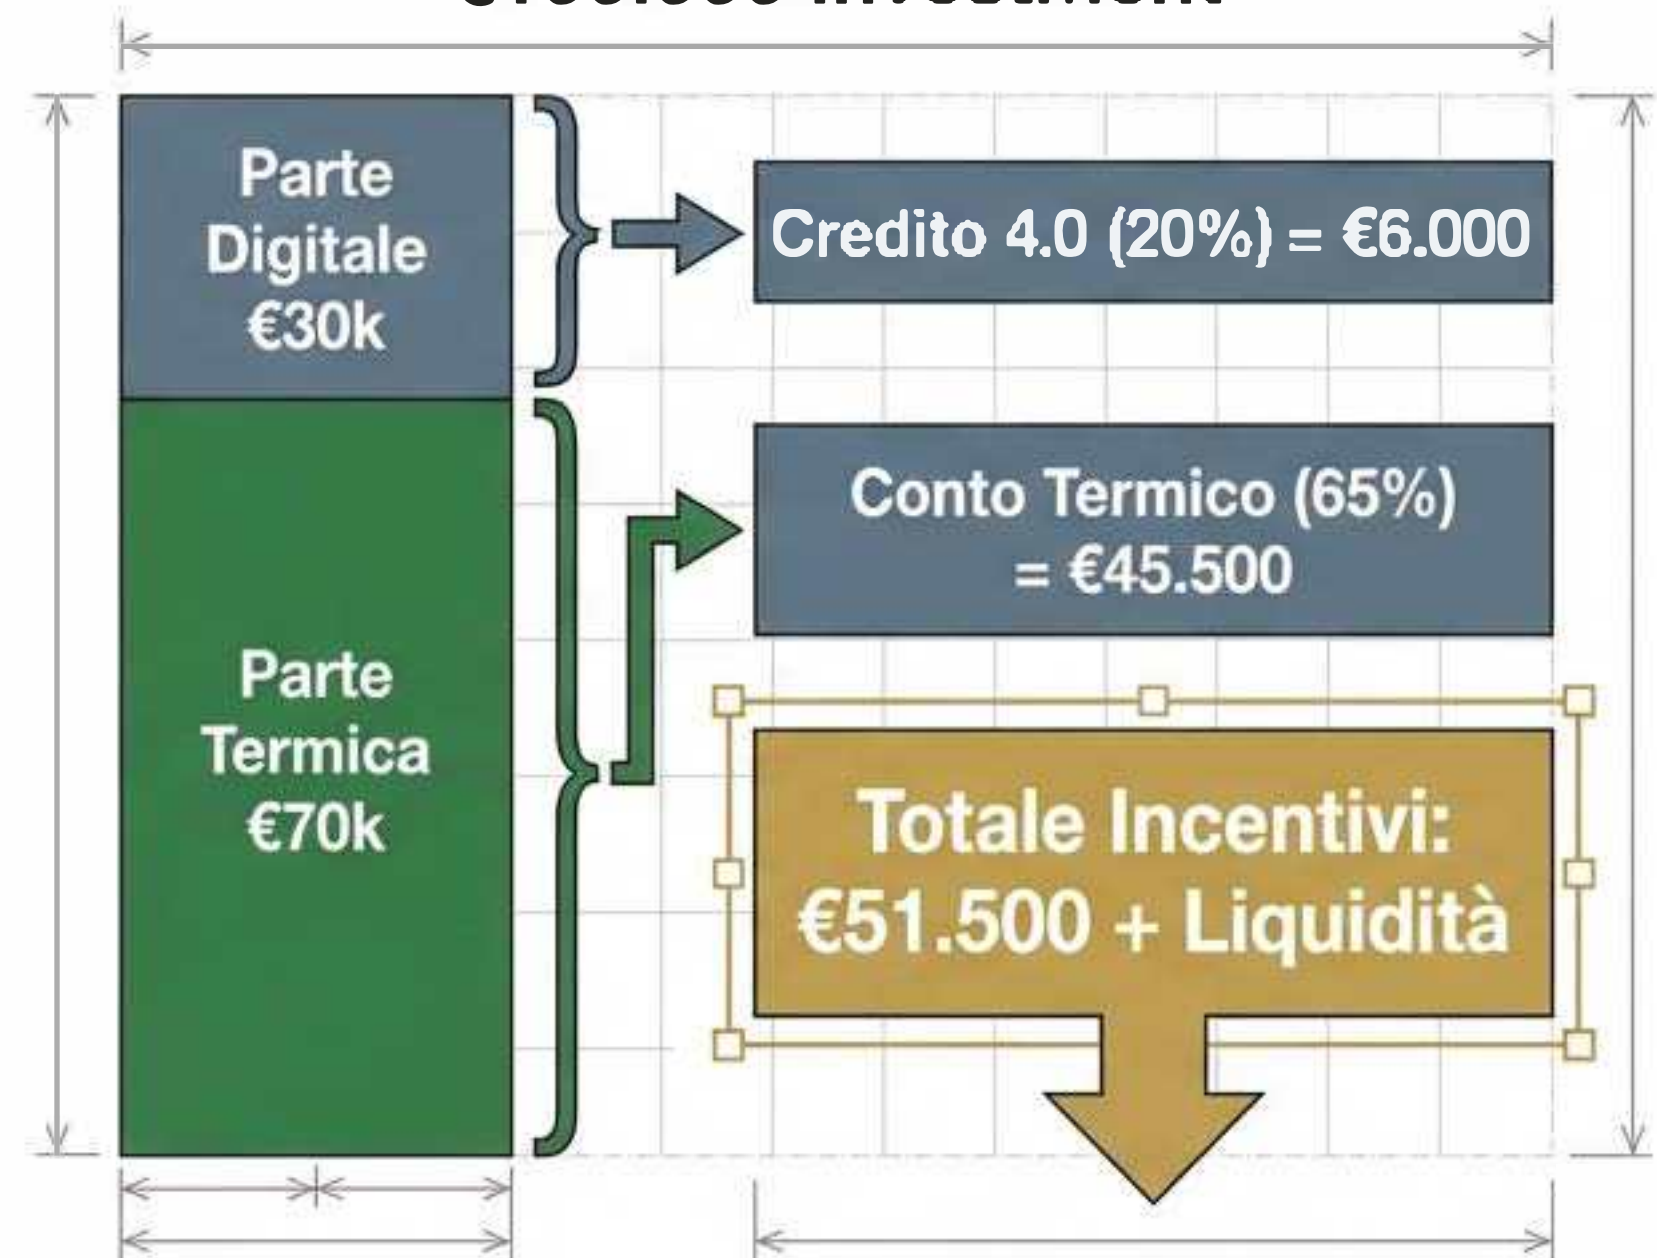 Parte
Digitale
€30k
Credito 4.0 (20%) = €6.000
Conto Termico (65%)
= €45.500
Parte
Termica
€70k
Totale Incentivi:
€51.500 + Liquidità